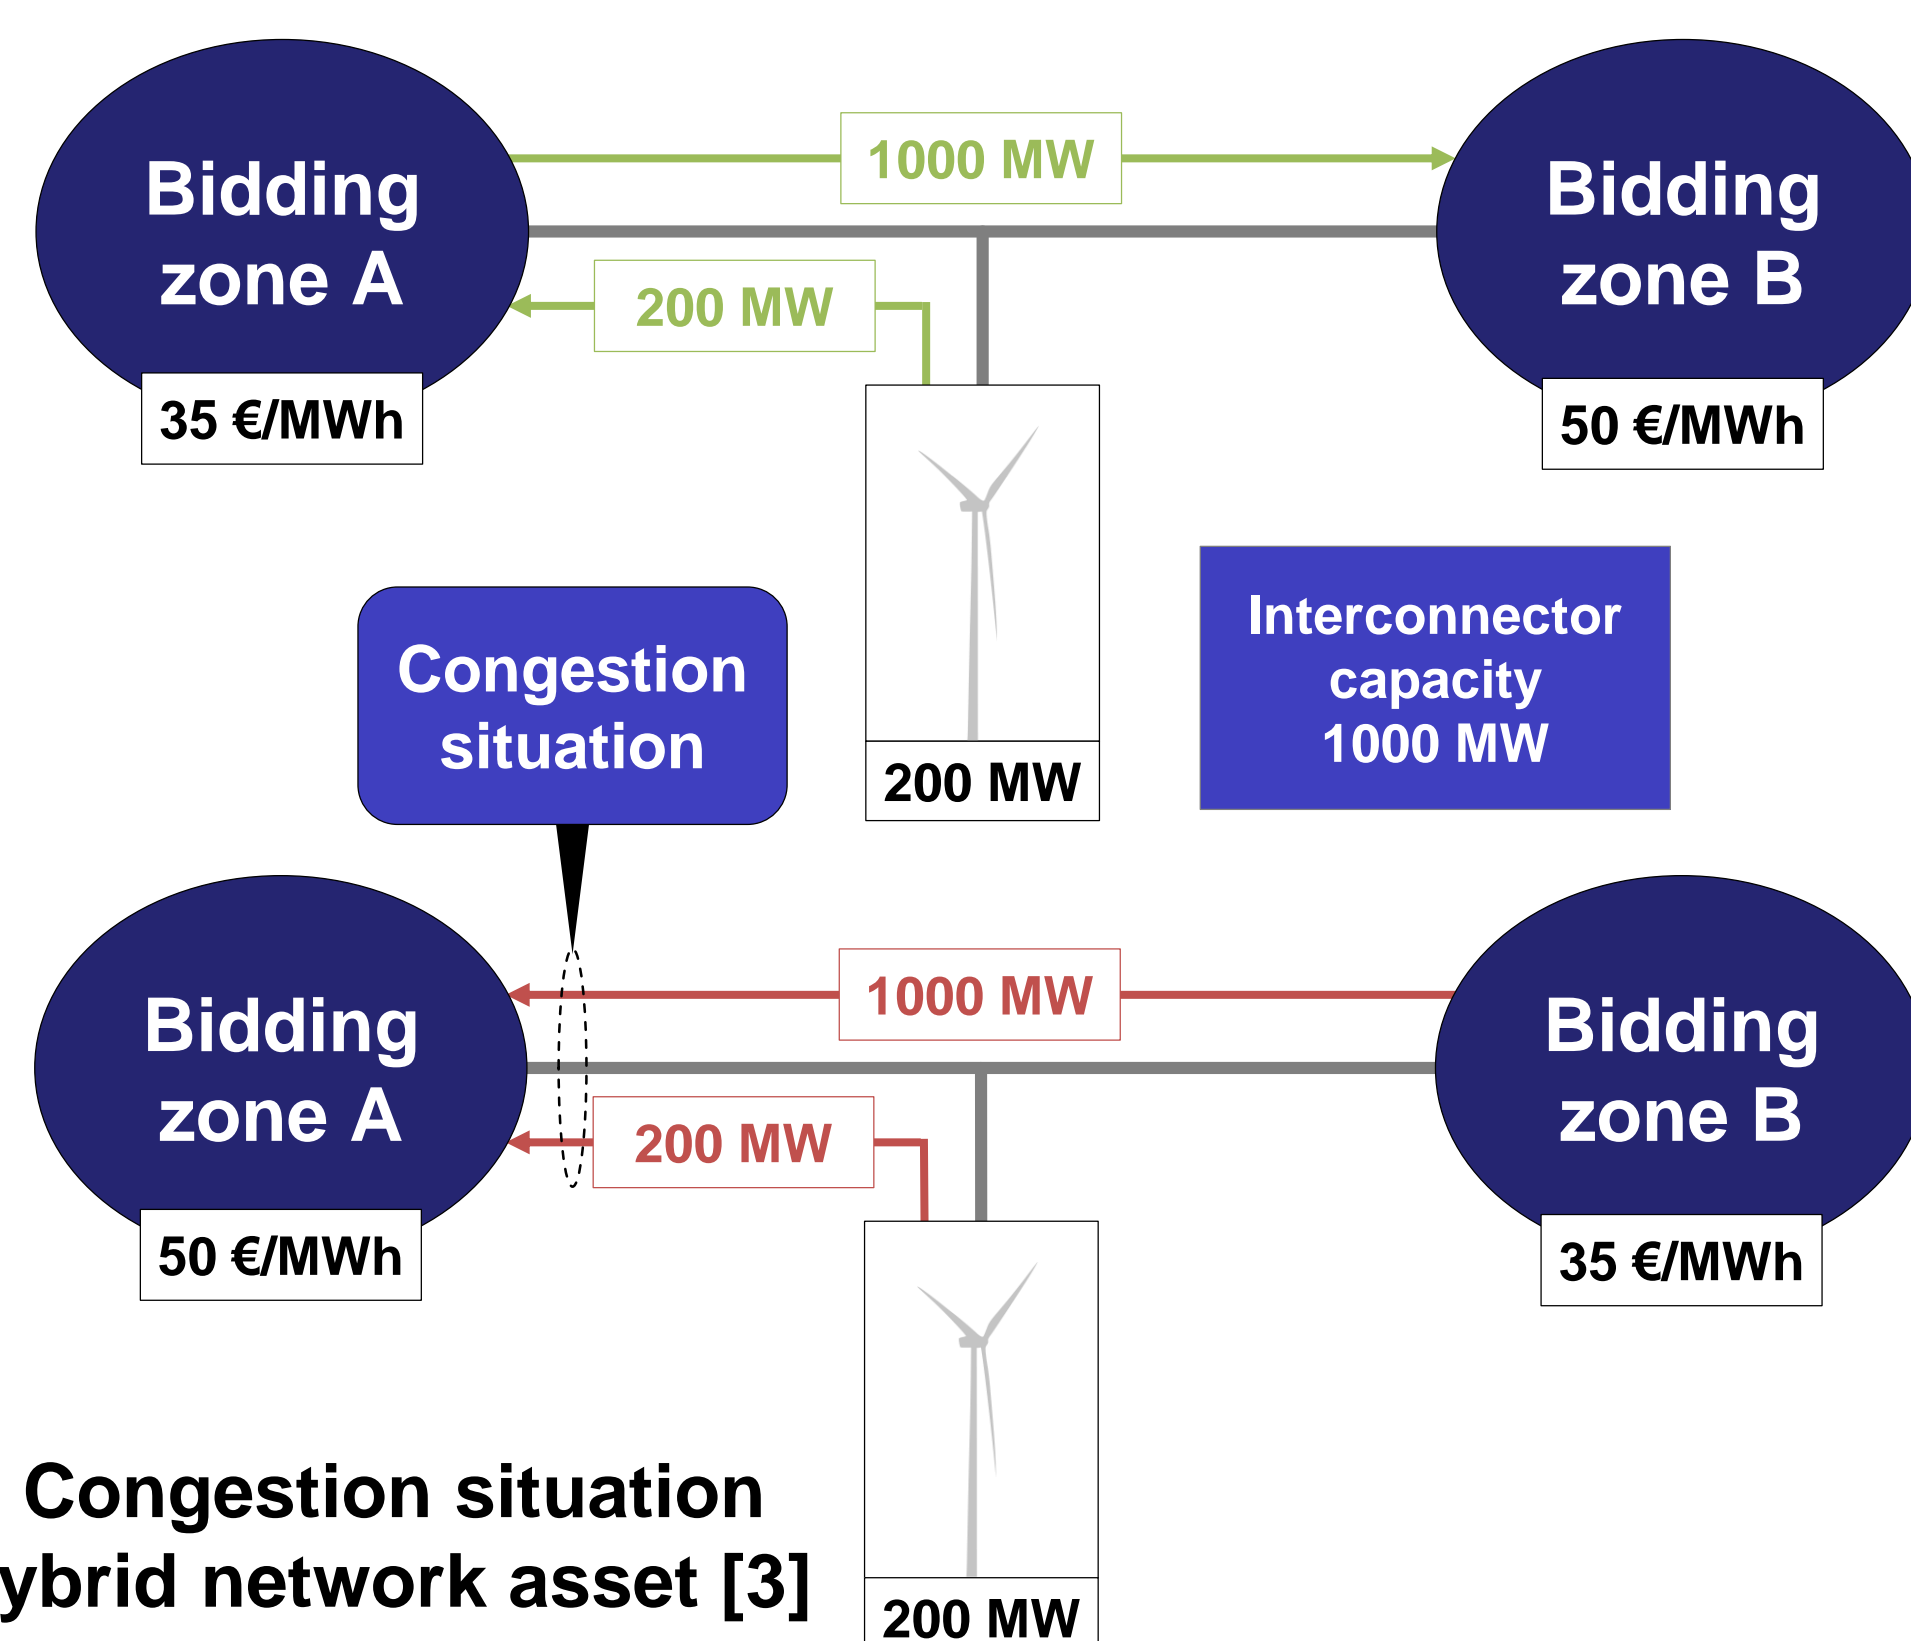 Bidding
zone A
35 €/MWh
1000 MW
200 MW
Bidding
zone B
50 €/MWh
200 MW
Interconnector
capacity
1000 MW
Congestion
situation
Bidding
zone A
50 €/MWh
1000 MW
200 MW
Bidding
zone B
35 €/MWh
200 MW
Congestion situation
ybrid network asset [3]